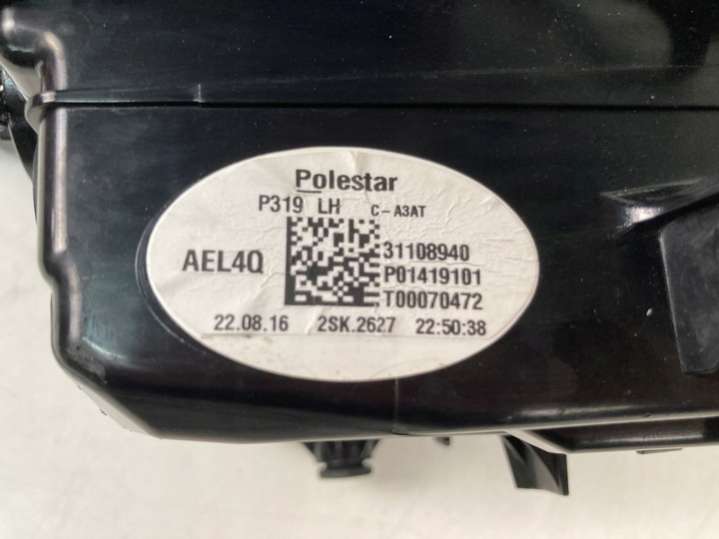 Polestar
P319 LH C-A3AT
AEL4Q
31108940
P01419101
T00070472
22.08.16 2SK.2627 22:50:38